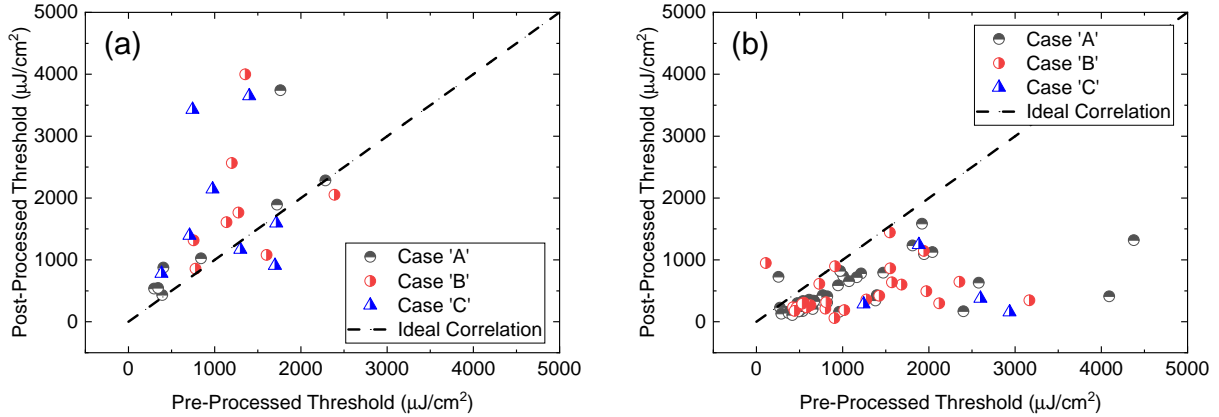 (a)
Post-Processed Threshold (μJ/cm²)
5000
4000
3000
2000
1000
0
Case 'A'
Case 'B'
Case 'C'
Ideal Correlation
0 1000 2000 3000 4000 5000
Pre-Processed Threshold (μJ/cm²)
(b)
Post-Processed Threshold (μJ/cm²)
5000
4000
3000
2000
1000
0
Case 'A'
Case 'B'
Case 'C'
Ideal Correlation
0 1000 2000 3000 4000 5000
Pre-Processed Threshold (μJ/cm²)